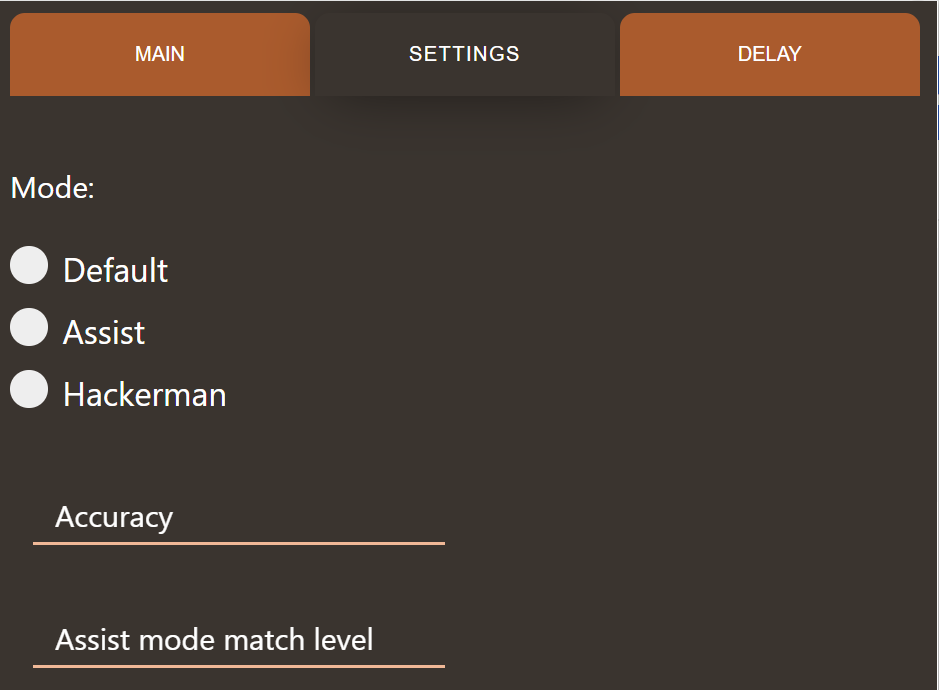 MAIN SETTINGS DELAY
Mode:
Default
Assist
Hackerman
Accuracy
Assist mode match level